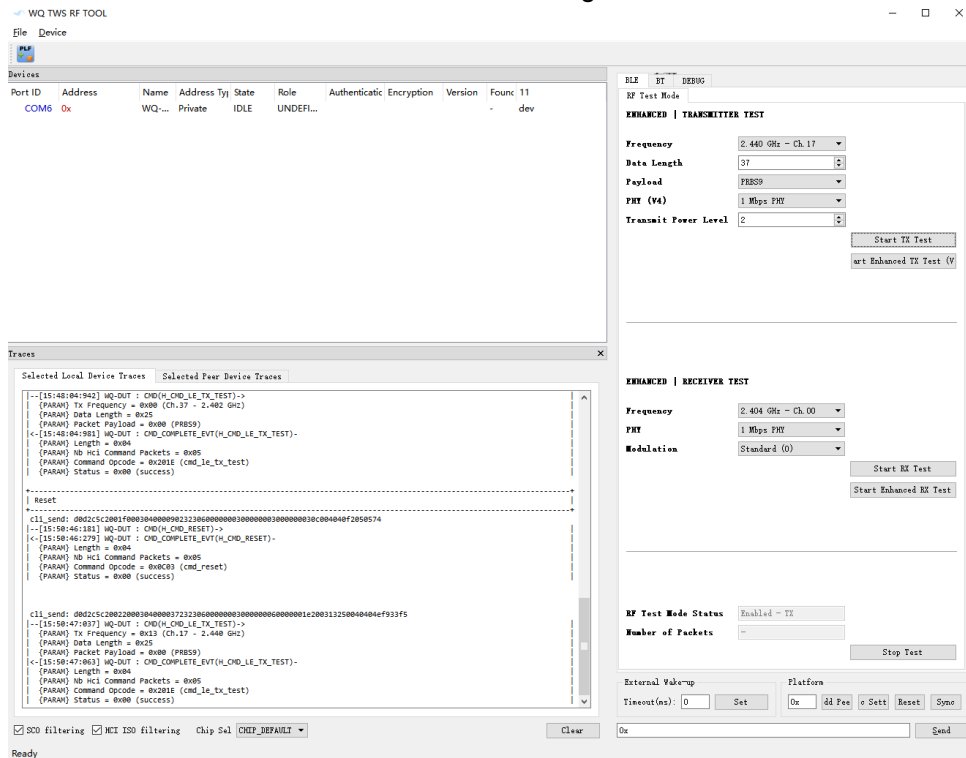 WQ TWS RF TOOL
File Device
PLF
Devices
Port ID Address Name Address Typ State Role Authenticatic Encryption Version Founc 11
COM6 0x WQ-... Private IDLE UNDEFI... - dev
Traces
Selected Local Device Traces Selected Peer Device Traces
|--[15:48:04:942] WQ-DUT : CMD(H_CMD_LE_TX_TEST)->
| {PARAM} Tx Frequency = 0x00 (Ch.37 - 2.402 GHz)
| {PARAM} Data Length = 0x25
| {PARAM} Packet Payload = 0x00 (PRBS9)
|<-[15:48:04:981] WQ-DUT : CMD_COMPLETE_EVT(H_CMD_LE_TX_TEST)-
| {PARAM} Length = 0x04
| {PARAM} Nb Hci Command Packets = 0x05
| {PARAM} Command Opcode = 0x201E (cmd_le_tx_test)
| {PARAM} Status = 0x00 (success)
| Reset
cli_send: d0d2c5c2001f00030400009023230600000003000000030000000030c004040f2050574
|--[15:50:46:181] WQ-DUT : CMD(H_CMD_RESET)->
|<-[15:50:46:279] WQ-DUT : CMD_COMPLETE_EVT(H_CMD_RESET)-
| {PARAM} Length = 0x04
| {PARAM} Nb Hci Command Packets = 0x05
| {PARAM} Command Opcode = 0x0C03 (cmd_reset)
| {PARAM} Status = 0x00 (success)
cli_send: d0d2c5c2002200030400003723230600000003000000060000001e200313250040404ef933f5
|--[15:50:47:037] WQ-DUT : CMD(H_CMD_LE_TX_TEST)->
| {PARAM} Tx Frequency = 0x13 (Ch.17 - 2.440 GHz)
| {PARAM} Data Length = 0x25
| {PARAM} Packet Payload = 0x00 (PRBS9)
|<-[15:50:47:063] WQ-DUT : CMD_COMPLETE_EVT(H_CMD_LE_TX_TEST)-
| {PARAM} Length = 0x04
| {PARAM} Nb Hci Command Packets = 0x05
| {PARAM} Command Opcode = 0x201E (cmd_le_tx_test)
| {PARAM} Status = 0x00 (success)
SCO filtering HCI ISO filtering Chip Sel CHIP_DEFAULT Clear
Ready
BLE BT DEBUG
RF Test Mode
ENHANCED | TRANSMITTER TEST
Frequency 2.440 GHz - Ch.17
Data Length 37
Payload PRBS9
PHY (V4) 1 Mbps PHY
Transmit Power Level 2
Start TX Test
art Enhanced TX Test (V
ENHANCED | RECEIVER TEST
Frequency 2.404 GHz - Ch.00
PHY 1 Mbps PHY
Modulation Standard (0)
Start RX Test
Start Enhanced RX Test
RF Test Mode Status Enabled - TX
Number of Packets -
Stop Test
External Wake-up Platform
Timeout(ms): 0 Set 0x dd Fee c Sett Reset Sync
0x Send